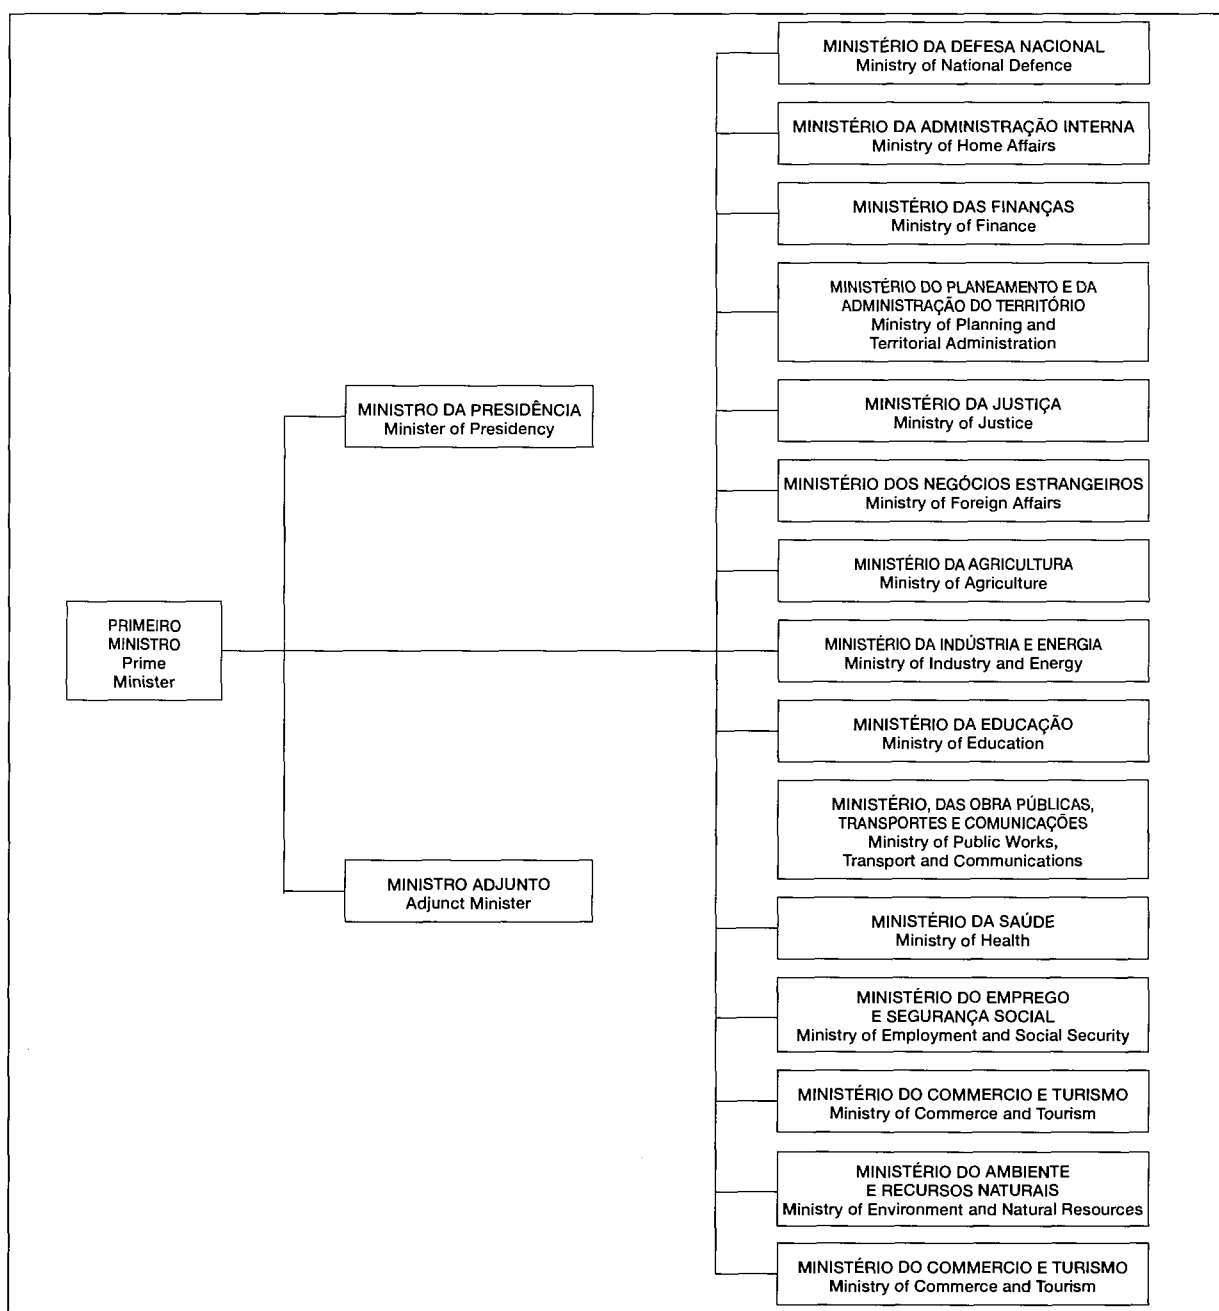 PRIMEIRO
MINISTRO
Prime
Minister
MINISTRO DA PRESIDÊNCIA
Minister of Presidency
MINISTRO ADJUNTO
Adjunct Minister
MINISTÉRIO DA DEFESA NACIONAL
Ministry of National Defence
MINISTÉRIO DA ADMINISTRAÇÃO INTERNA
Ministry of Home Affairs
MINISTÉRIO DAS FINANÇAS
Ministry of Finance
MINISTÉRIO DO PLANEAMENTO E DA
ADMINISTRAÇÃO DO TERRITÓRIO
Ministry of Planning and
Territorial Administration
MINISTÉRIO DA JUSTIÇA
Ministry of Justice
MINISTÉRIO DOS NEGÓCIOS ESTRANGEIROS
Ministry of Foreign Affairs
MINISTÉRIO DA AGRICULTURA
Ministry of Agriculture
MINISTÉRIO DA INDÚSTRIA E ENERGIA
Ministry of Industry and Energy
MINISTÉRIO DA EDUCAÇÃO
Ministry of Education
MINISTÉRIO, DAS OBRA PÚBLICAS,
TRANSPORTES E COMUNICAÇÕES
Ministry of Public Works,
Transport and Communications
MINISTÉRIO DA SAÚDE
Ministry of Health
MINISTÉRIO DO EMPREGO
E SEGURANÇA SOCIAL
Ministry of Employment and Social Security
MINISTÉRIO DO COMMERCIO E TURISMO
Ministry of Commerce and Tourism
MINISTÉRIO DO AMBIENTE
E RECURSOS NATURAIS
Ministry of Environment and Natural Resources
MINISTÉRIO DO COMMERCIO E TURISMO
Ministry of Commerce and Tourism